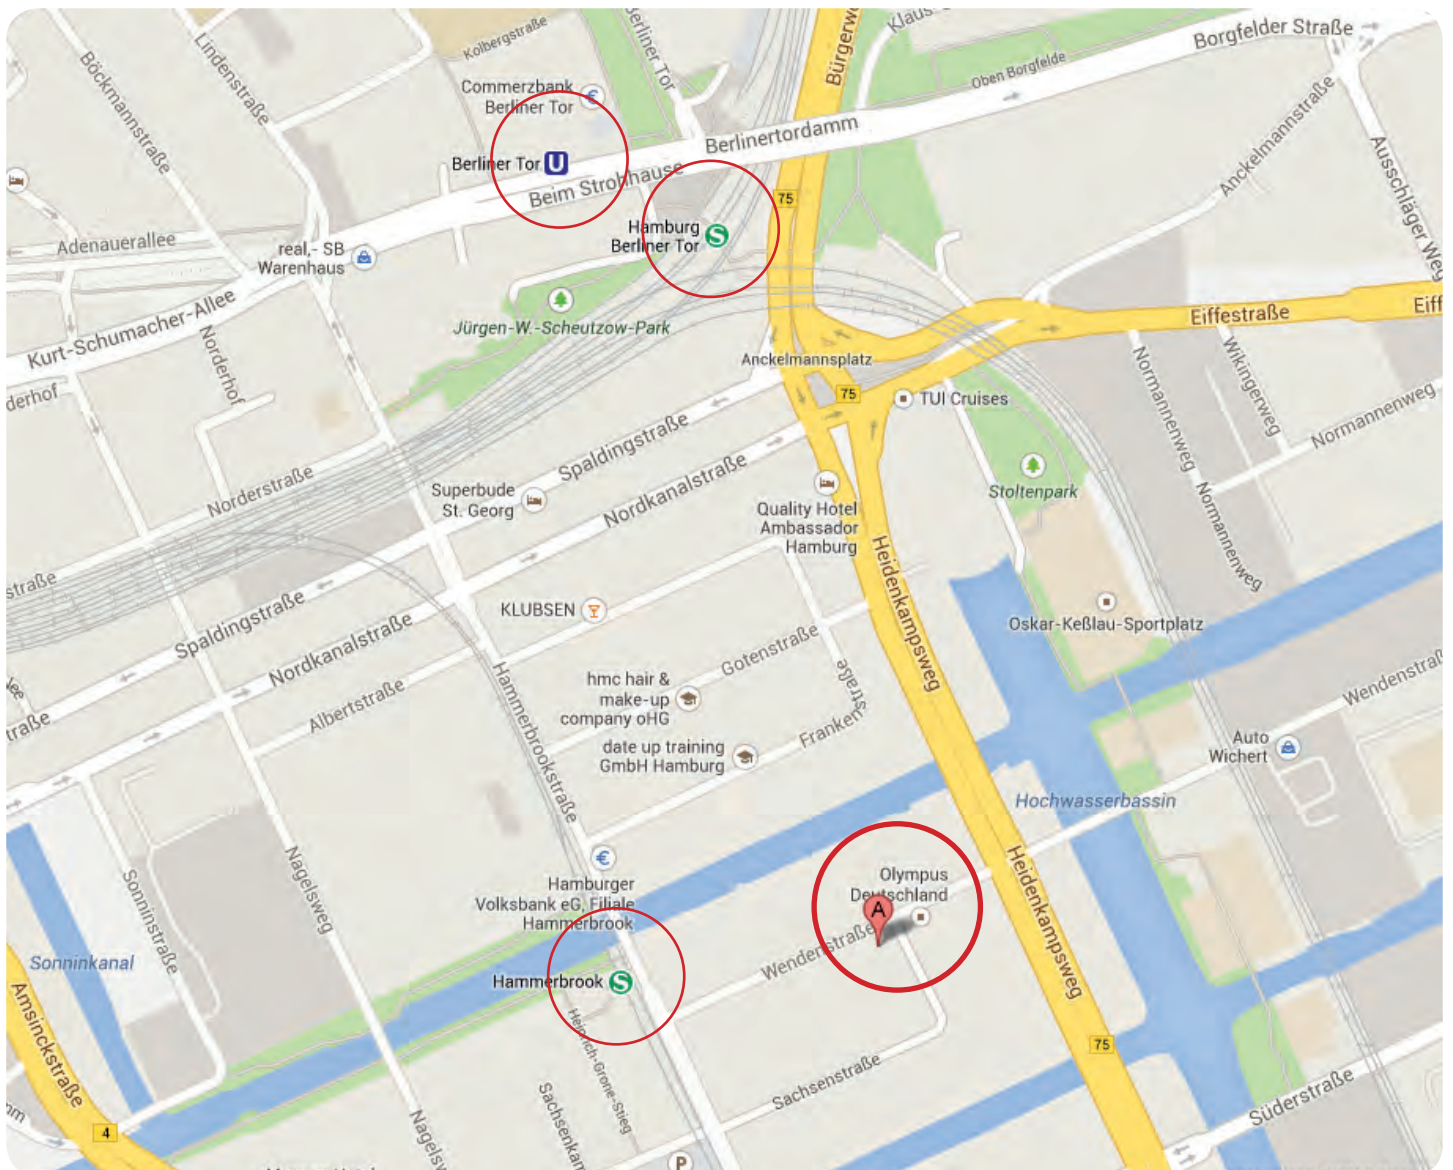 Klaus-
Kolbergstraße
Lindenstraße
Berliner Tor
Bürgerwe
Borgfelder Straße
Böckmannstraße
Oben Borgfelde
Commerzbank
Berliner Tor
€
Berlinertordamm
Anckelmannstraße
Ausschläger Weg
Berliner Tor U
Beim Strohhause
75
Hamburg
Berliner Tor S
Adenauerallee
real,- SB
Warenhaus
Kurt-Schumacher-Allee
Jürgen-W.-Scheutzow-Park
Eiffestraße
Eiff
Norderhof
derhof
Anckelmannsplatz
75
TUI Cruises
Normannenweg
Wikingerweg
Normannenweg
Spaldingstraße
Nordkanalstraße
Norderstraße
Superbude
St. Georg
Stoltenpark
Quality Hotel
Ambassador
Hamburg
Normannenweg
Heidenkampsweg
straße
Spaldingstraße
KLUBSEN
Oskar-Keßlau-Sportplatz
Nordkanalstraße
Gotenstraße
Wendenstraß
hmc hair &
make-up
company oHG
Albertstraße
Hammerbrookstraße
straße
Franken
traße
date up training
GmbH Hamburg
Auto
Wichert
Hochwasserbassin
Nagelsweg
€
Hamburger
Volksbank eG, Filiale
Hammerbrook
Olympus
Deutschland
A
Heidenkampsweg
Sonninstraße
Wendenstraße
Sonninkanal
Hammerbrook S
Amsinckstraße
Heinrich-Grone-Stieg
75
Sachsenstraße
Süderstraße
Sachsenkam
Nagelsw
4
P